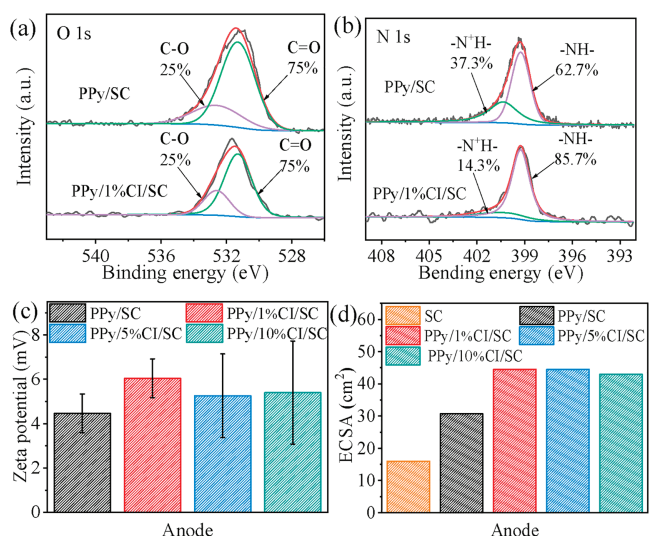 (a)
O 1s
C-O
25%
C=O
75%
PPy/SC
C-O
25%
C=O
75%
PPy/1%CI/SC
Intensity (a.u.)
540 536 532 528
Binding energy (eV)
(b)
N 1s
-N⁺H-
37.3%
-NH-
62.7%
PPy/SC
-N⁺H-
14.3%
-NH-
85.7%
PPy/1%CI/SC
Intensity (a.u.)
408 405 402 399 396 393
Bending energy (eV)
(c)
PPy/SC PPy/1%CI/SC
PPy/5%CI/SC PPy/10%CI/SC
Zeta potential (mV)
8
6
4
2
0
Anode
(d)
SC PPy/SC
PPy/1%CI/SC PPy/5%CI/SC
PPy/10%CI/SC
ECSA (cm²)
60
50
40
30
20
10
0
Anode